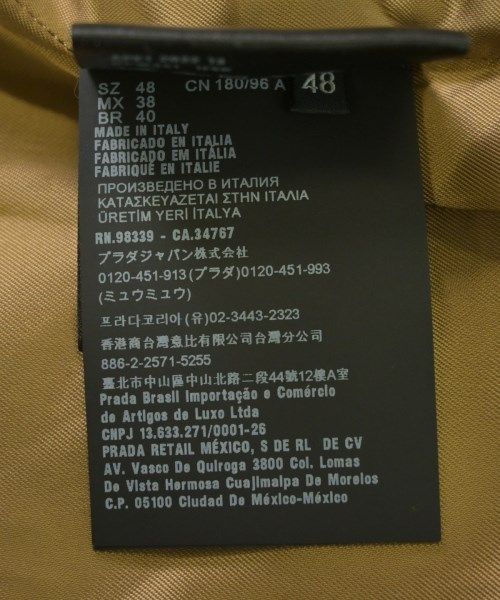 SZ 48 CN 180/96 A 48
MX 38
BR 40
MADE IN ITALY
FABRICADO EN ITALIA
FABRICADO EM ITÁLIA
FABRIQUÉ EN ITALIE
ПРОИЗВЕДЕНО В ИТАЛИЯ
ΚΑΤΑΣΚΕΥΑΖΕΤΑΙ ΣΤΗΝ ΙΤΑΛΙΑ
ÜRETİM YERİ İTALYA
RN.98339 - CA.34767
プラダジャパン株式会社
0120-451-913(プラダ)0120-451-993
(ミュウミュウ)
프라다코리아 (유)02-3443-2323
香港商台灣意比有限公司台灣分公司
886-2-2571-5255
臺北市中山區中山北路二段44號12樓A室
Prada Brasil Importação e Comércio
de Artigos de Luxo Ltda
CNPJ 13.633.271/0001-26
PRADA RETAIL MÉXICO, S DE RL DE CV
AV. Vasco De Quiroga 3800 Col. Lomas
De Vista Hermosa Cuajimalpa De Morelos
C.P. 05100 Ciudad De México-México